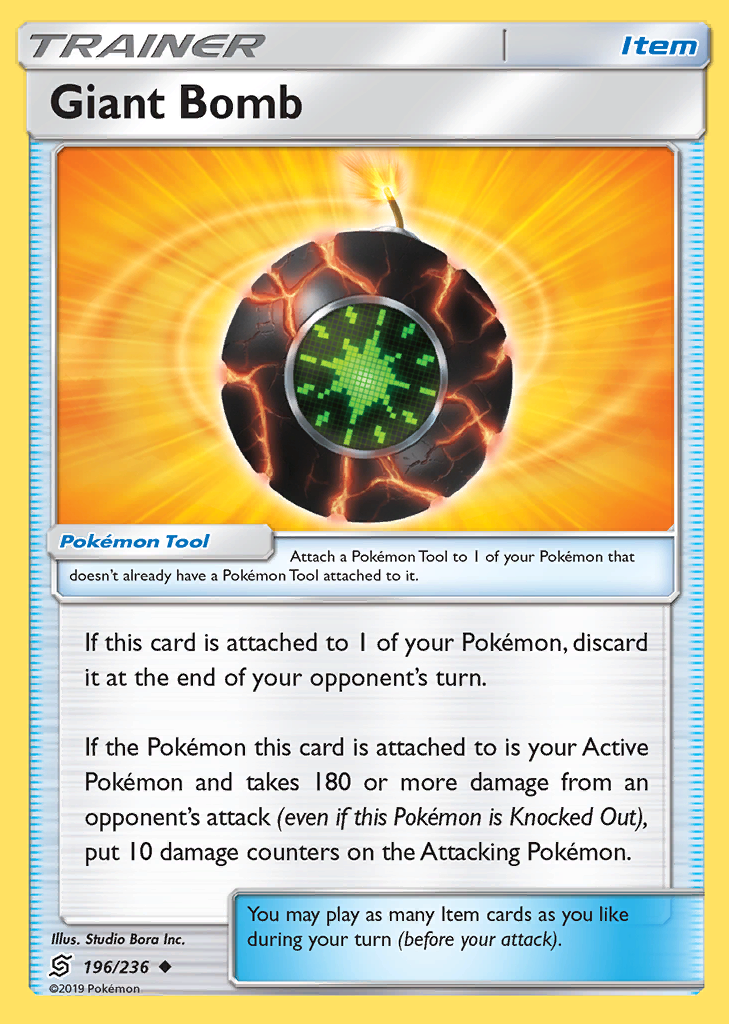 TRAINER
Item
Giant Bomb
Pokémon Tool
Attach a Pokémon Tool to 1 of your Pokémon that
doesn't already have a Pokémon Tool attached to it.
If this card is attached to 1 of your Pokémon, discard
it at the end of your opponent's turn.
If the Pokémon this card is attached to is your Active
Pokémon and takes 180 or more damage from an
opponent's attack (even if this Pokémon is Knocked Out),
put 10 damage counters on the Attacking Pokémon.
You may play as many Item cards as you like
during your turn (before your attack).
Illus. Studio Bora Inc.
196/236
©2019 Pokémon